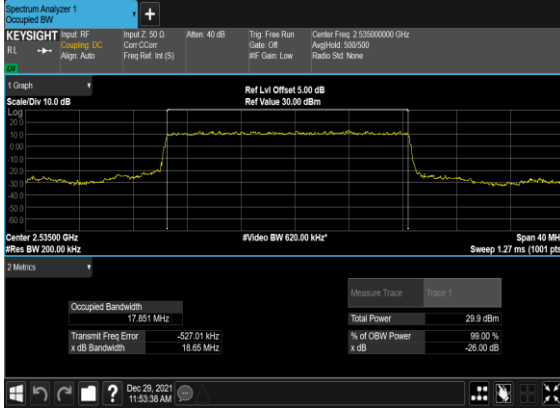 Spectrum Analyzer 1
Occupied BW
+
KEYSIGHT Input: RF Input Z: 50 Ω Atten: 40 dB Trig: Free Run Center Freq: 2.535000000 GHz
RL Coupling: DC Corr CCorr Gate: Off Avg|Hold: 500/500
Align: Auto Freq Ref: Int (S) #IF Gain: Low Radio Std: None
1 Graph
Ref Lvl Offset 5.00 dB
Scale/Div 10.0 dB Ref Value 30.00 dBm
Log
20.0
10.0
0.00
-10.0
-20.0
-30.0
-40.0
-50.0
-60.0
Center 2.53500 GHz #Video BW 620.00 kHz* Span 40 MH
#Res BW 200.00 kHz Sweep 1.27 ms (1001 pts
2 Metrics
Measure Trace Trace 1
Occupied Bandwidth
17.851 MHz Total Power 29.9 dBm
Transmit Freq Error -527.01 kHz % of OBW Power 99.00 %
x dB Bandwidth 18.65 MHz x dB -26.00 dB
? Dec 29, 2021
11:53:38 AM